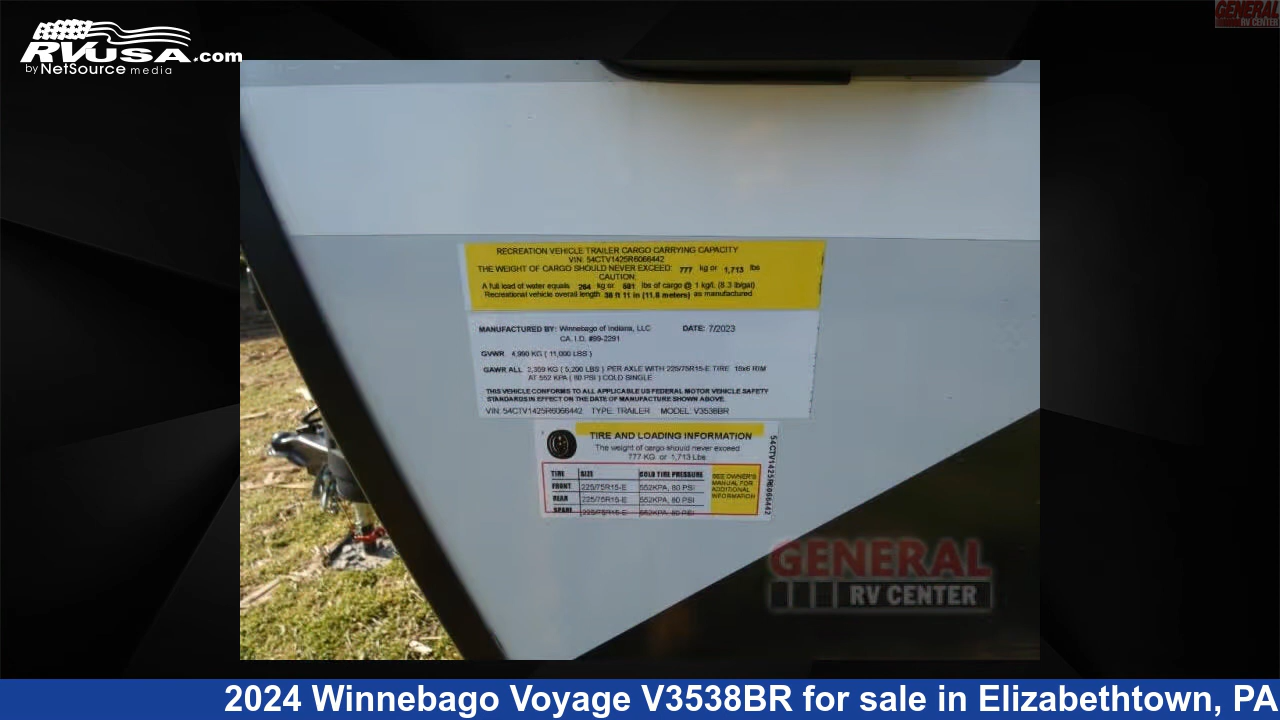 RVUSA.com
by NetSource media
GENERAL
RV CENTER
RECREATION VEHICLE TRAILER CARGO CARRYING CAPACITY
VIN: 54CTV1425R6066442
THE WEIGHT OF CARGO SHOULD NEVER EXCEED: 777 kg or 1,713 lbs
CAUTION:
A full load of water equals 264 kg or 581 lbs of cargo @ 1 kg/l. (8.3 lb/gal)
Recreational vehicle overall length 38 ft 11 in (11.8 meters) as manufactured
MANUFACTURED BY: Winnebago of Indiana, LLC DATE: 7/2023
CA. I.D. #99-2291
GVWR 4,990 KG ( 11,000 LBS )
GAWR ALL 2,359 KG ( 5,200 LBS ) PER AXLE WITH 225/75R15-E TIRE 15x6 RIM
AT 552 KPA ( 80 PSI ) COLD SINGLE
THIS VEHICLE CONFORMS TO ALL APPLICABLE US FEDERAL MOTOR VEHICLE SAFETY
STANDARDS IN EFFECT ON THE DATE OF MANUFACTURE SHOWN ABOVE.
VIN: 54CTV1425R6066442 TYPE: TRAILER MODEL: V3538BR
TIRE AND LOADING INFORMATION
The weight of cargo should never exceed
777 KG. or 1,713 Lbs
TIRE SIZE COLD TIRE PRESSURE
FRONT 225/75R15-E 552KPA, 80 PSI
REAR 225/75R15-E 552KPA, 80 PSI
SPARE 225/75R15-E 552KPA, 80 PSI
SEE OWNER'S
MANUAL FOR
ADDITIONAL
INFORMATION
54CTV1425R6066442
GENERAL
RV CENTER
2024 Winnebago Voyage V3538BR for sale in Elizabethtown, PA